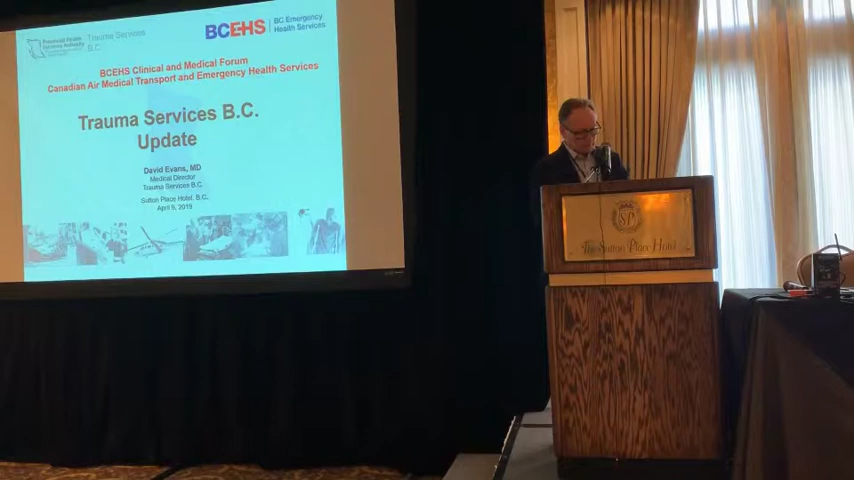 Provincial Health Services Authority
Trauma Services
B.C.
BCEHS
BC Emergency
Health Services
BCEHS Clinical and Medical Forum
Canadian Air Medical Transport and Emergency Health Services
Trauma Services B.C.
Update
David Evans, MD
Medical Director
Trauma Services B.C.
Sutton Place Hotel. B.C
April 9, 2019
SP
The Sutton Place Hotel